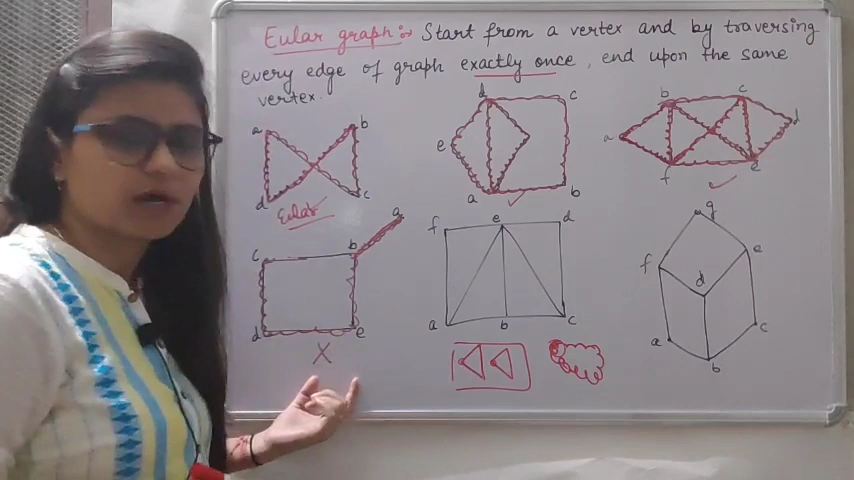 Eular graph :- Start from a vertex and by traversing
every edge of graph exactly once, end upon the same
vertex.
a b d c
Eular
d c e a b
b c a d f e
c b a d e
f e d a b c
g f e d a c b